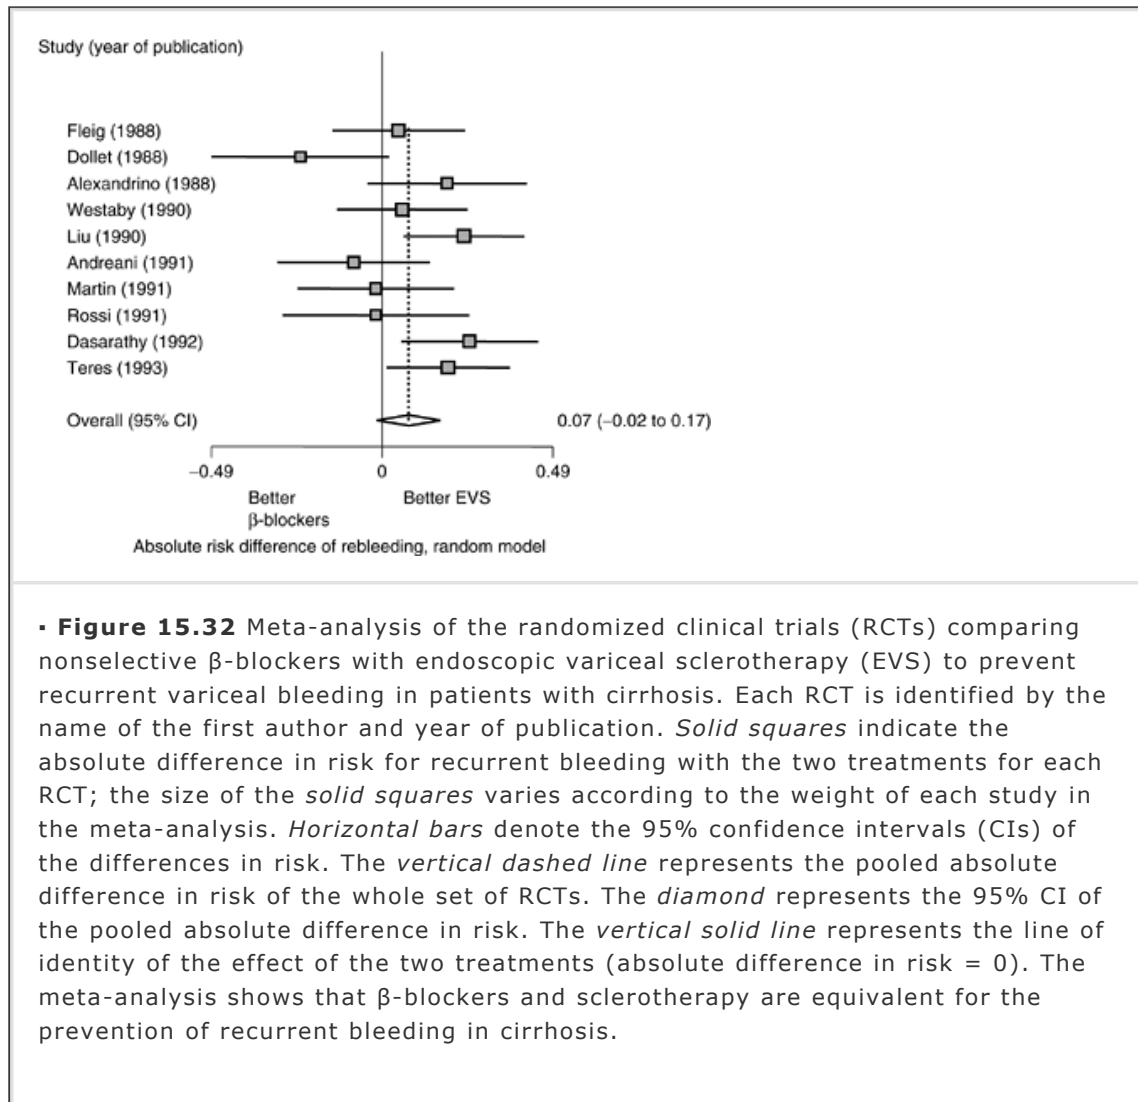 Study (year of publication)
Fleig (1988)
Dollet (1988)
Alexandrino (1988)
Westaby (1990)
Liu (1990)
Andreani (1991)
Martin (1991)
Rossi (1991)
Dasarathy (1992)
Teres (1993)
Overall (95% CI)
0.07 (−0.02 to 0.17)
−0.49
0
0.49
Better
β-blockers
Better EVS
Absolute risk difference of rebleeding, random model
▪ Figure 15.32 Meta-analysis of the randomized clinical trials (RCTs) comparing
nonselective β-blockers with endoscopic variceal sclerotherapy (EVS) to prevent
recurrent variceal bleeding in patients with cirrhosis. Each RCT is identified by the
name of the first author and year of publication. Solid squares indicate the
absolute difference in risk for recurrent bleeding with the two treatments for each
RCT; the size of the solid squares varies according to the weight of each study in
the meta-analysis. Horizontal bars denote the 95% confidence intervals (CIs) of
the differences in risk. The vertical dashed line represents the pooled absolute
difference in risk of the whole set of RCTs. The diamond represents the 95% CI of
the pooled absolute difference in risk. The vertical solid line represents the line of
identity of the effect of the two treatments (absolute difference in risk = 0). The
meta-analysis shows that β-blockers and sclerotherapy are equivalent for the
prevention of recurrent bleeding in cirrhosis.